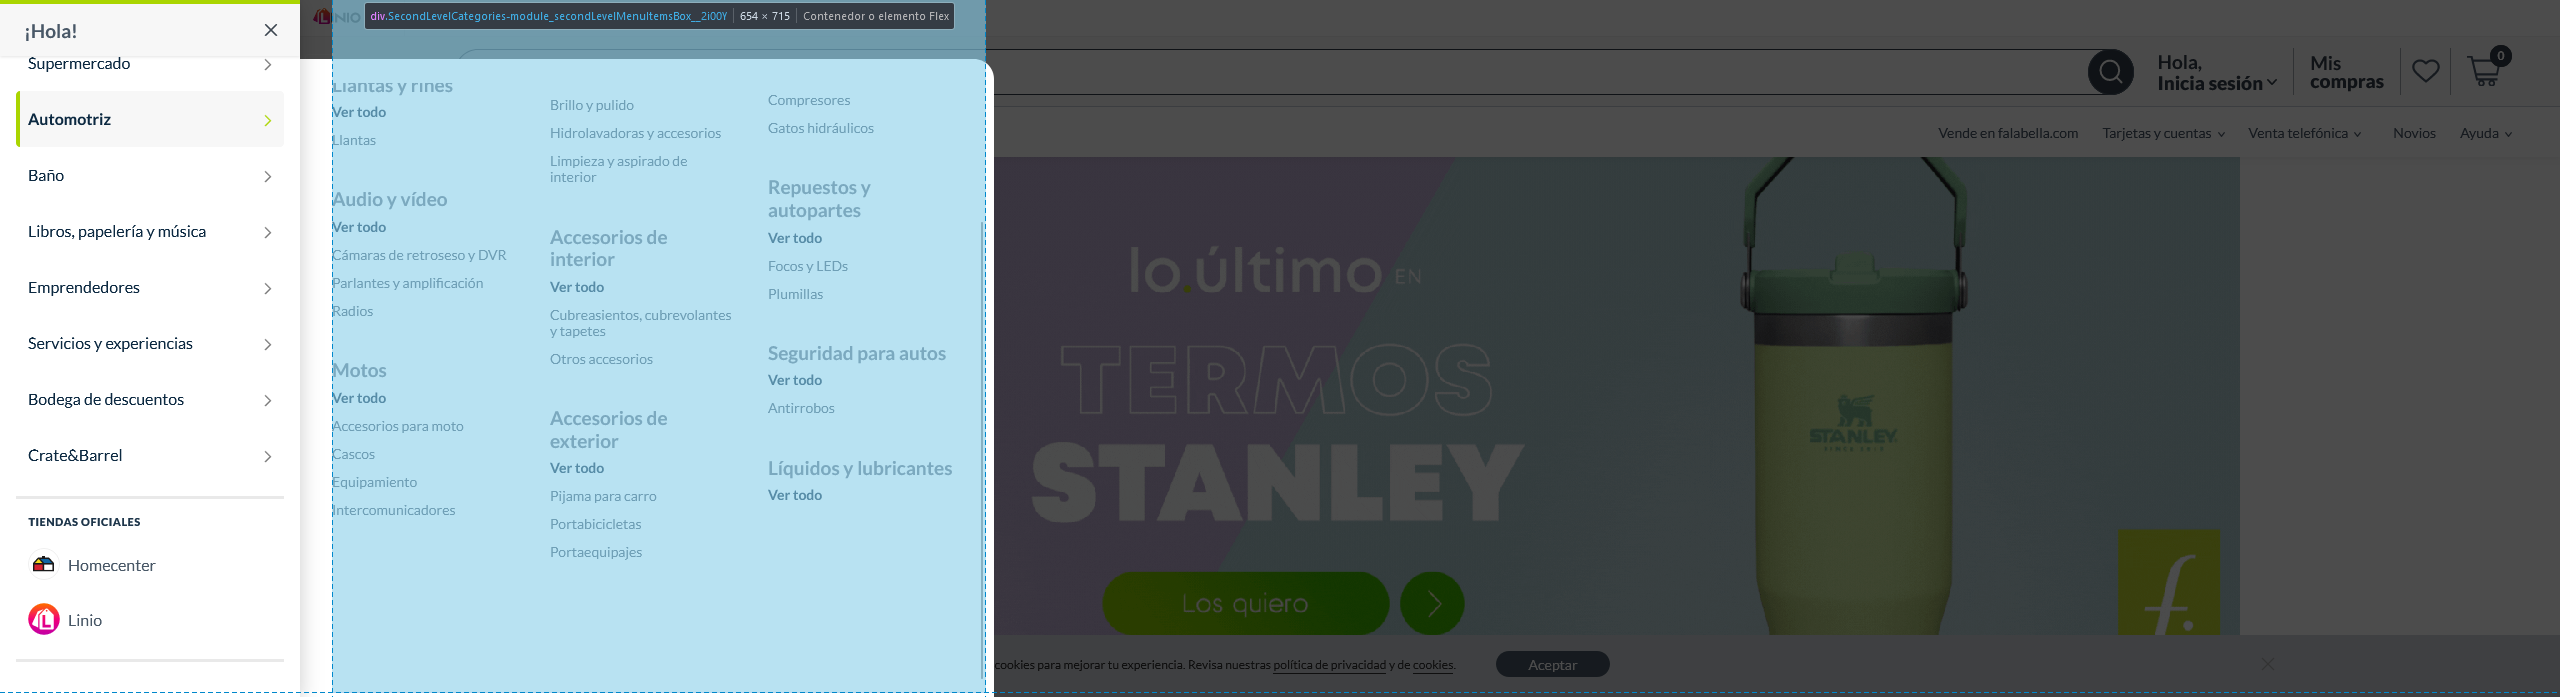 ¡Hola!
Supermercado
Automotriz
Baño
Libros, papelería y música
Emprendedores
Servicios y experiencias
Bodega de descuentos
Crate&Barrel
TIENDAS OFICIALES
Homecenter
Linio
LINIO
div.SecondLevelCategories-module_secondLevelMenuItemsBox__2i00Y 654 × 715 Contenedor o elemento Flex
Llantas y rines
Ver todo
Llantas
Audio y vídeo
Ver todo
Cámaras de retroseso y DVR
Parlantes y amplificación
Radios
Motos
Ver todo
Accesorios para moto
Cascos
Equipamiento
Intercomunicadores
Brillo y pulido
Hidrolavadoras y accesorios
Limpieza y aspirado de
interior
Accesorios de
interior
Ver todo
Cubreasientos, cubrevolantes
y tapetes
Otros accesorios
Accesorios de
exterior
Ver todo
Pijama para carro
Portabicicletas
Portaequipajes
Compresores
Gatos hidráulicos
Repuestos y
autopartes
Ver todo
Focos y LEDs
Plumillas
Seguridad para autos
Ver todo
Antirrobos
Líquidos y lubricantes
Ver todo
Hola,
Inicia sesión
Mis
compras
0
Vende en falabella.com
Tarjetas y cuentas
Venta telefónica
Novios
Ayuda
lo.último EN
TERMOS
STANLEY
Los quiero
STANLEY
SINCE 1913
f.
cookies para mejorar tu experiencia. Revisa nuestras política de privacidad y de cookies.
Aceptar